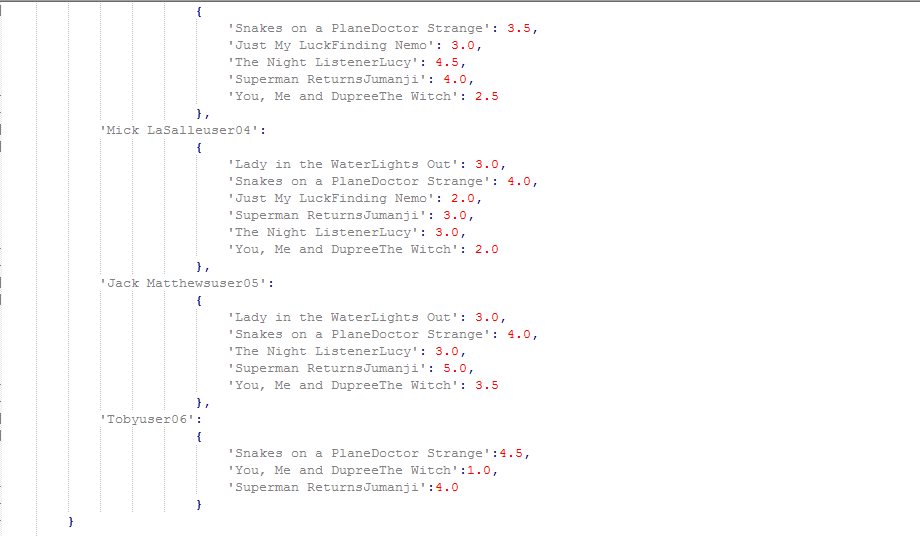 {
'Snakes on a PlaneDoctor Strange': 3.5,
'Just My LuckFinding Nemo': 3.0,
'The Night ListenerLucy': 4.5,
'Superman ReturnsJumanji': 4.0,
'You, Me and DupreeThe Witch': 2.5
},
'Mick LaSalleuser04':
{
'Lady in the WaterLights Out': 3.0,
'Snakes on a PlaneDoctor Strange': 4.0,
'Just My LuckFinding Nemo': 2.0,
'Superman ReturnsJumanji': 3.0,
'The Night ListenerLucy': 3.0,
'You, Me and DupreeThe Witch': 2.0
},
'Jack Matthewsuser05':
{
'Lady in the WaterLights Out': 3.0,
'Snakes on a PlaneDoctor Strange': 4.0,
'The Night ListenerLucy': 3.0,
'Superman ReturnsJumanji': 5.0,
'You, Me and DupreeThe Witch': 3.5
},
'Tobyuser06':
{
'Snakes on a PlaneDoctor Strange':4.5,
'You, Me and DupreeThe Witch':1.0,
'Superman ReturnsJumanji':4.0
}
}